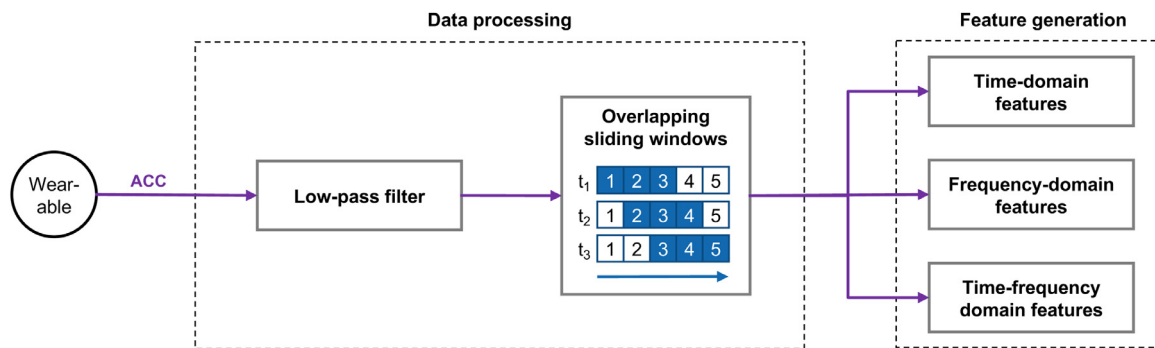 Data processing
Feature generation
Wear-
able
ACC
Low-pass filter
Overlapping
sliding windows
t1 1 2 3 4 5
t2 1 2 3 4 5
t3 1 2 3 4 5
Time-domain
features
Frequency-domain
features
Time-frequency
domain features